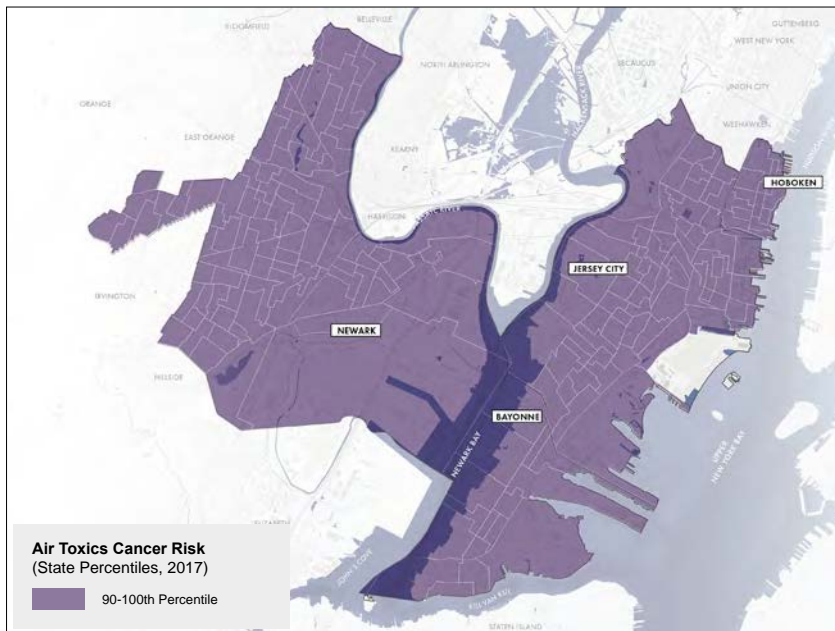 BELLEVILLE
BLOOMFIELD
GUTTENBERG
WEST NEW YORK
NORTH ARLINGTON
SECAUCUS
HACKENSACK RIVER
UNION CITY
ORANGE
WEEHAWKEN
EAST ORANGE
KEARNY
HOBOKEN
HARRISON
JERSEY CITY
IRVINGTON
NEWARK
HILLSIDE
BAYONNE
NEWARK BAY
UPPER
NEW YORK BAY
ELIZABETH
Air Toxics Cancer Risk
(State Percentiles, 2017)
90-100th Percentile
KILL VAN KULL
STATEN ISLAND